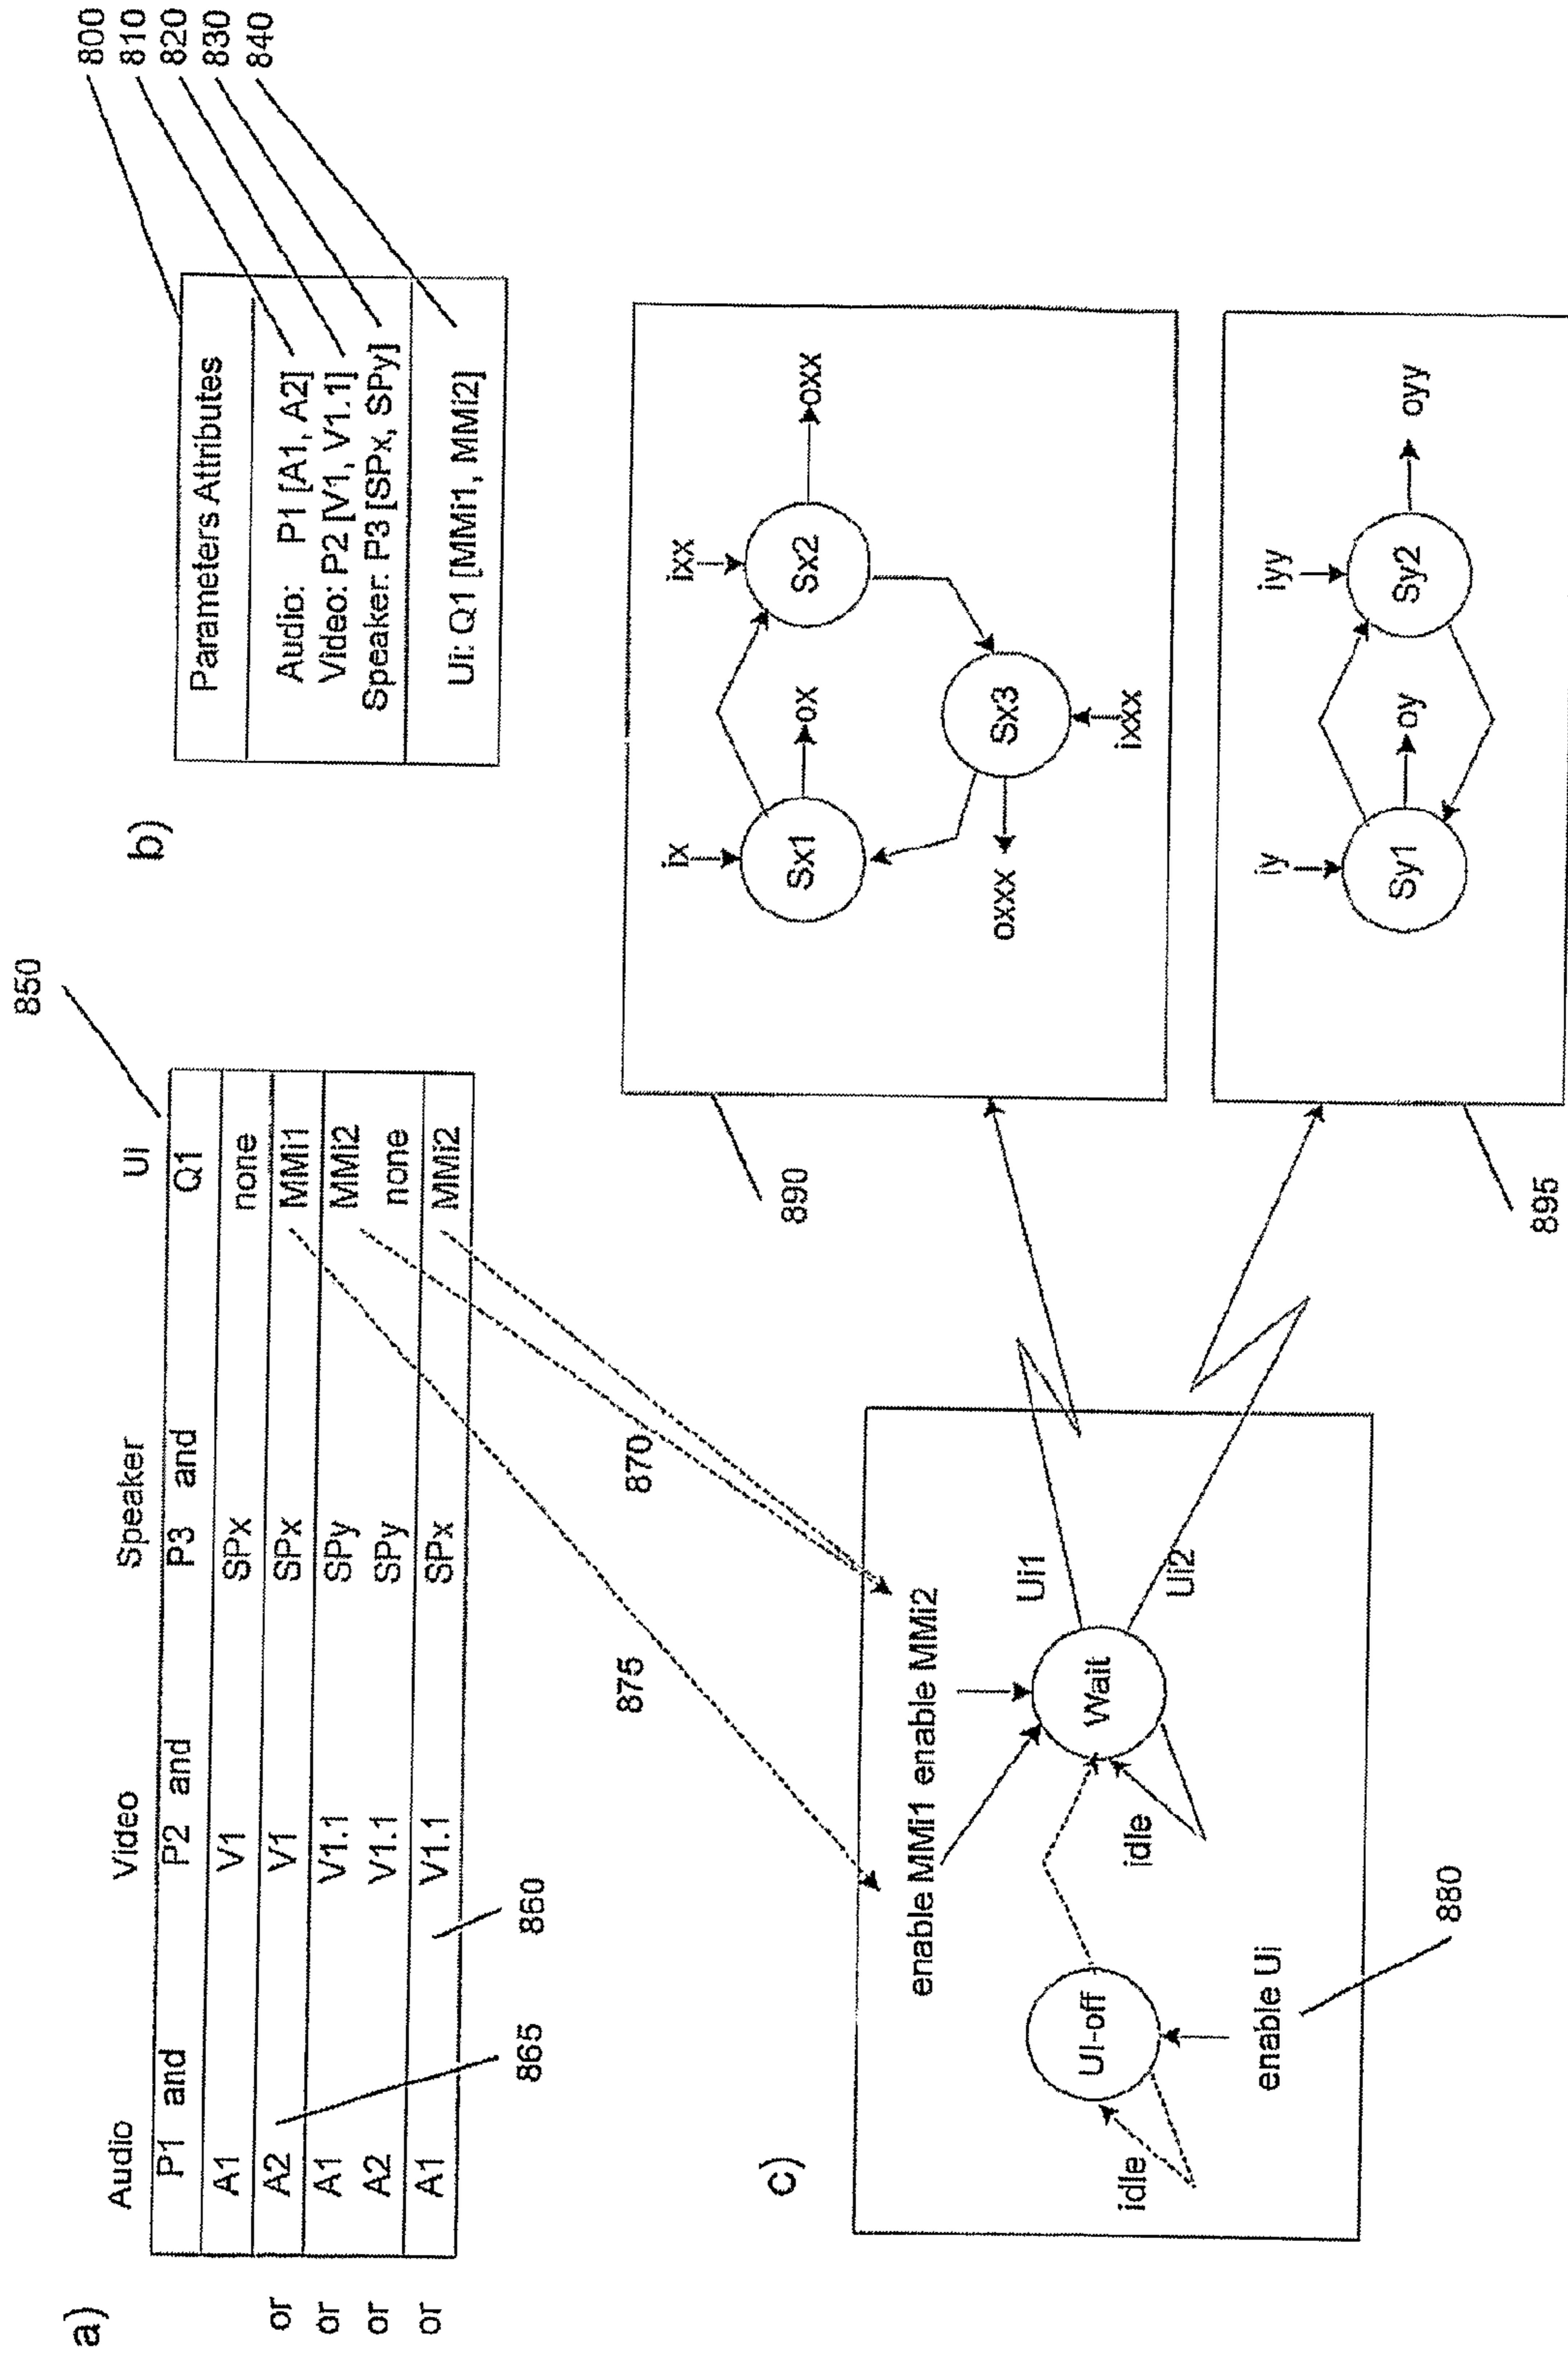 a)
850
Audio Video Speaker Ui
P1 and P2 and P3 and Q1
A1 V1 SPx none
or A2 V1 SPx MMi1
or A1 V1.1 SPy MMi2
or A2 V1.1 SPy none
or A1 V1.1 SPx MMi2
865
860
875
870
b)
800
810
820
830
840
Parameters Attributes
Audio: P1 [A1, A2]
Video: P2 [V1, V1.1]
Speaker: P3 [SPx, SPy]
Ui: Q1 [MMi1, MMi2]
c)
enable MMi1 enable MMi2
Ui1
Ui2
UI-off
Wait
idle
idle
enable Ui
880
890
ix
ixx
Sx1
ox
Sx2
oxx
oxxx
Sx3
ixxx
895
iy
iyy
Sy1
oy
Sy2
oyy